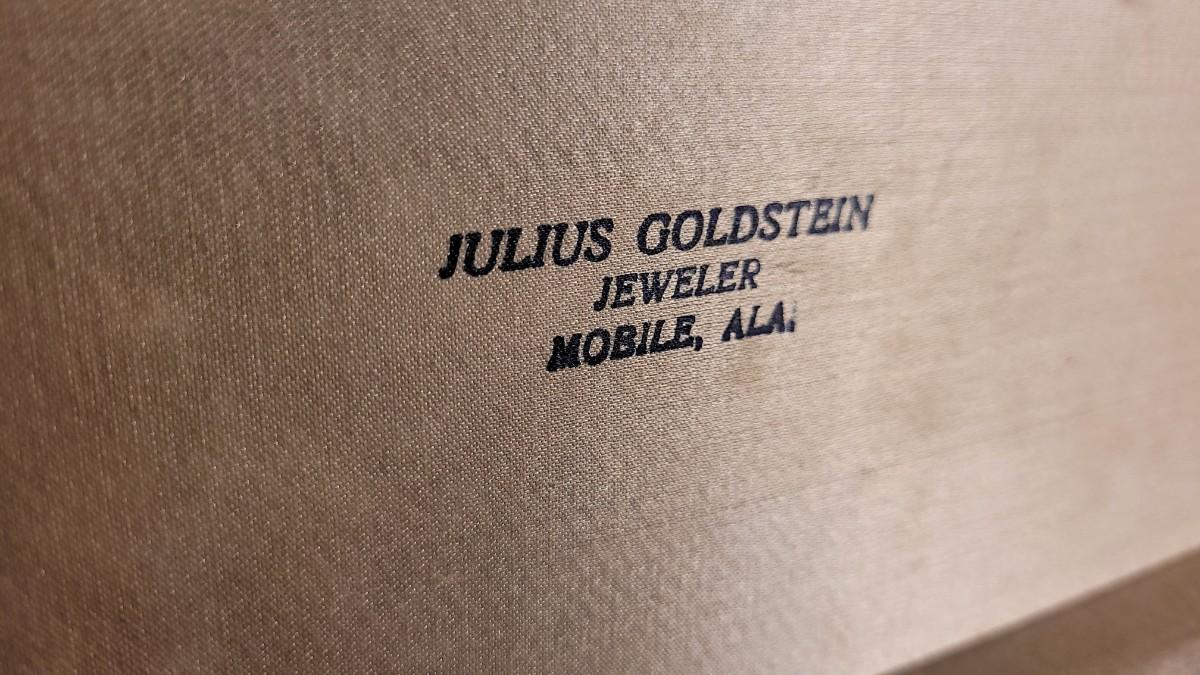 JULIUS GOLDSTEIN
JEWELER
MOBILE, ALA.